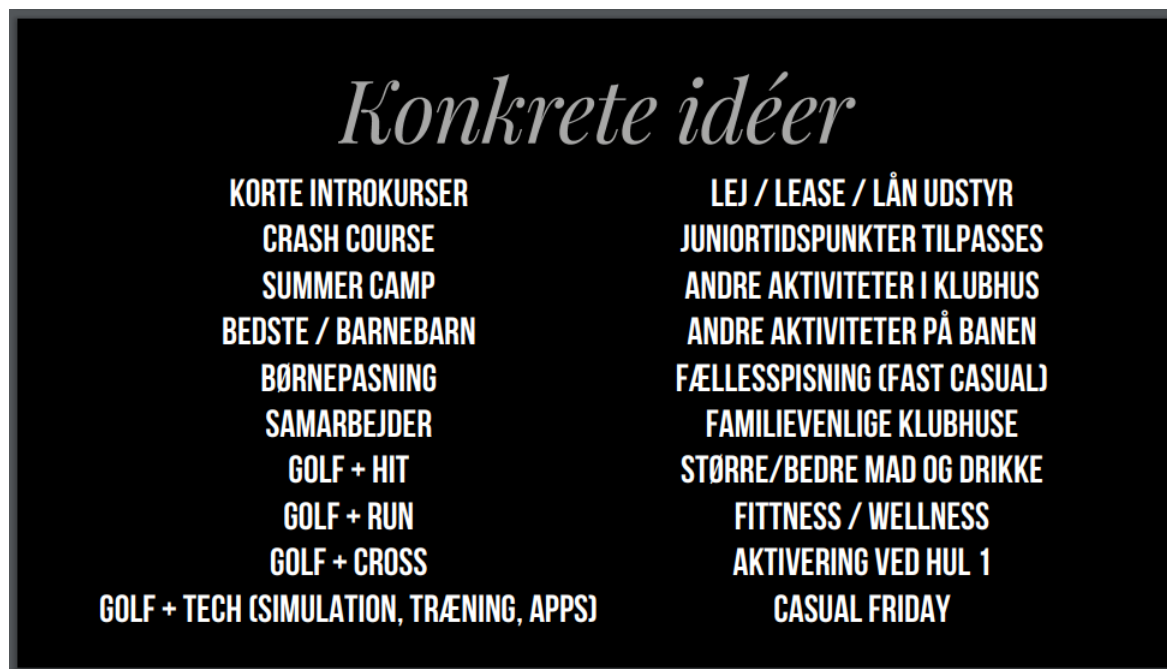 Konkrete idéer
KORTE INTROKURSER
CRASH COURSE
SUMMER CAMP
BEDSTE / BARNEBARN
BØRNEPASNING
SAMARBEJDER
GOLF + HIT
GOLF + RUN
GOLF + CROSS
GOLF + TECH (SIMULATION, TRÆNING, APPS)
LEJ / LEASE / LÅN UDSTYR
JUNIORTIDSPUNKTER TILPASSES
ANDRE AKTIVITETER I KLUBHUS
ANDRE AKTIVITETER PÅ BANEN
FÆLLESSPISNING (FAST CASUAL)
FAMILIEVENLIGE KLUBHUSE
STØRRE/BEDRE MAD OG DRIKKE
FITTNESS / WELLNESS
AKTIVERING VED HUL 1
CASUAL FRIDAY